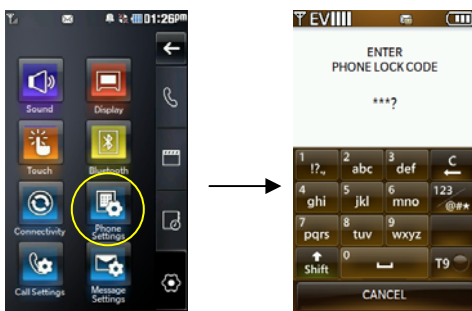 01:26pm
Sound
Display
Touch
Bluetooth
Connectivity
Phone
Settings
Call Settings
Message
Settings
EV
ENTER
PHONE LOCK CODE
***?
1 !?., 2 abc 3 def C
4 ghi 5 jkl 6 mno 123 @#*
7 pqrs 8 tuv 9 wxyz
Shift 0 T9
CANCEL